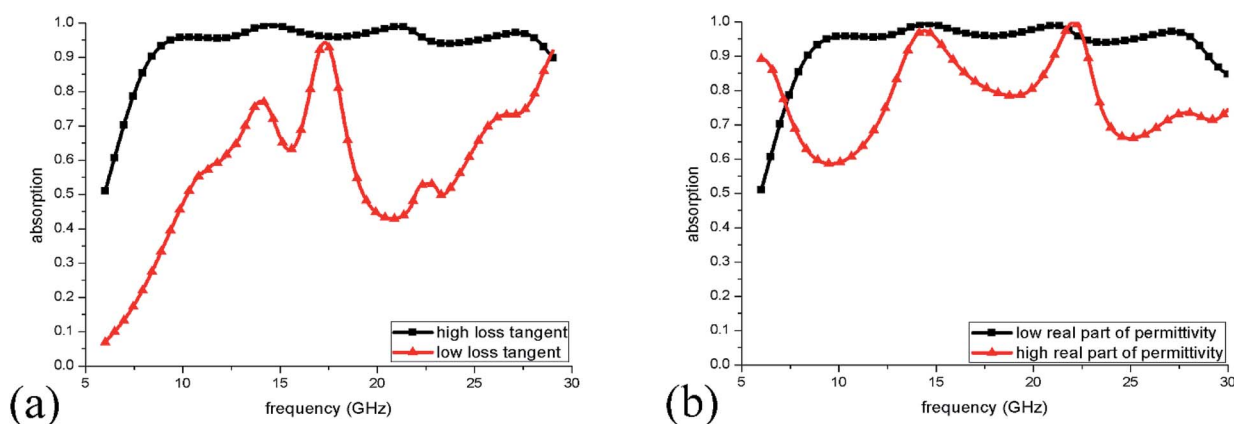 1.0
0.9
0.8
0.7
0.6
0.5
0.4
0.3
0.2
0.1
0.0
absorption
high loss tangent
low loss tangent
5 10 15 20 25 30
frequency (GHz)
(a)
1.0
0.9
0.8
0.7
0.6
0.5
0.4
0.3
0.2
0.1
0.0
absorption
low real part of permittivity
high real part of permittivity
5 10 15 20 25 30
frequency (GHz)
(b)